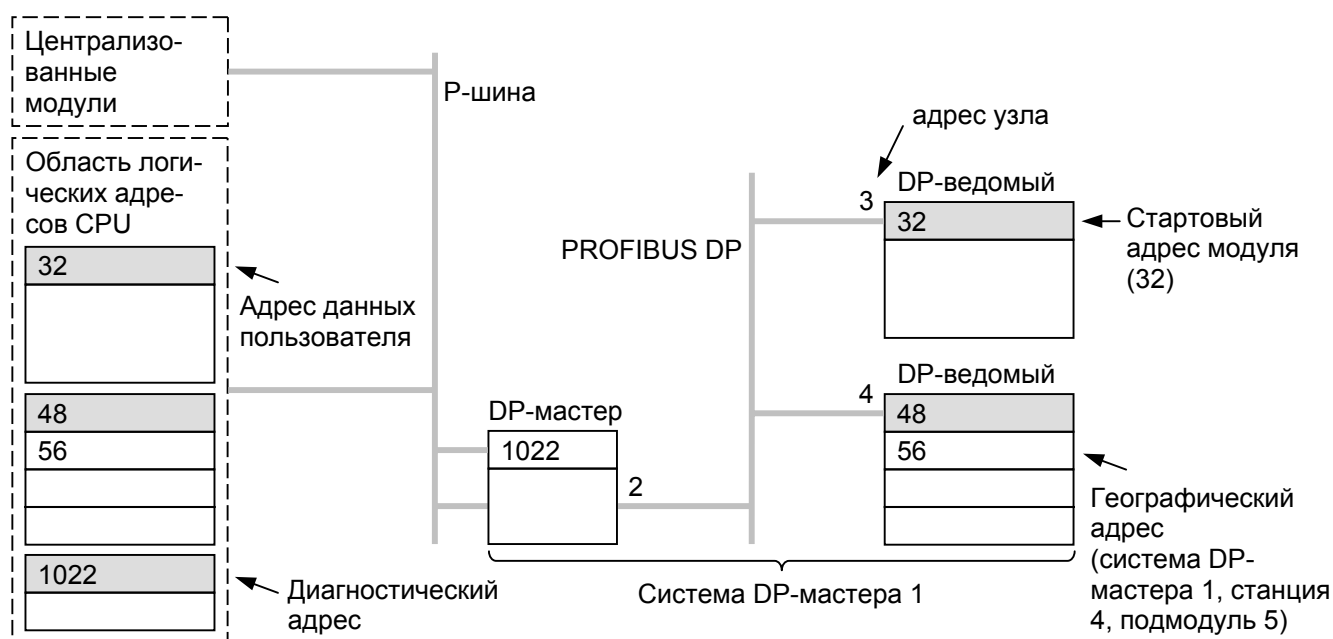 Централизо-
ванные
модули
P-шина
Область логи-
ческих адре-
сов CPU
32
Адрес данных
пользователя
48
56
1022
Диагностический
адрес
DP-мастер
1022
2
PROFIBUS DP
адрес узла
3
DP-ведомый
32
Стартовый
адрес модуля
(32)
4
DP-ведомый
48
56
Географический
адрес
(система DP-
мастера 1, станция
4, подмодуль 5)
Система DP-мастера 1